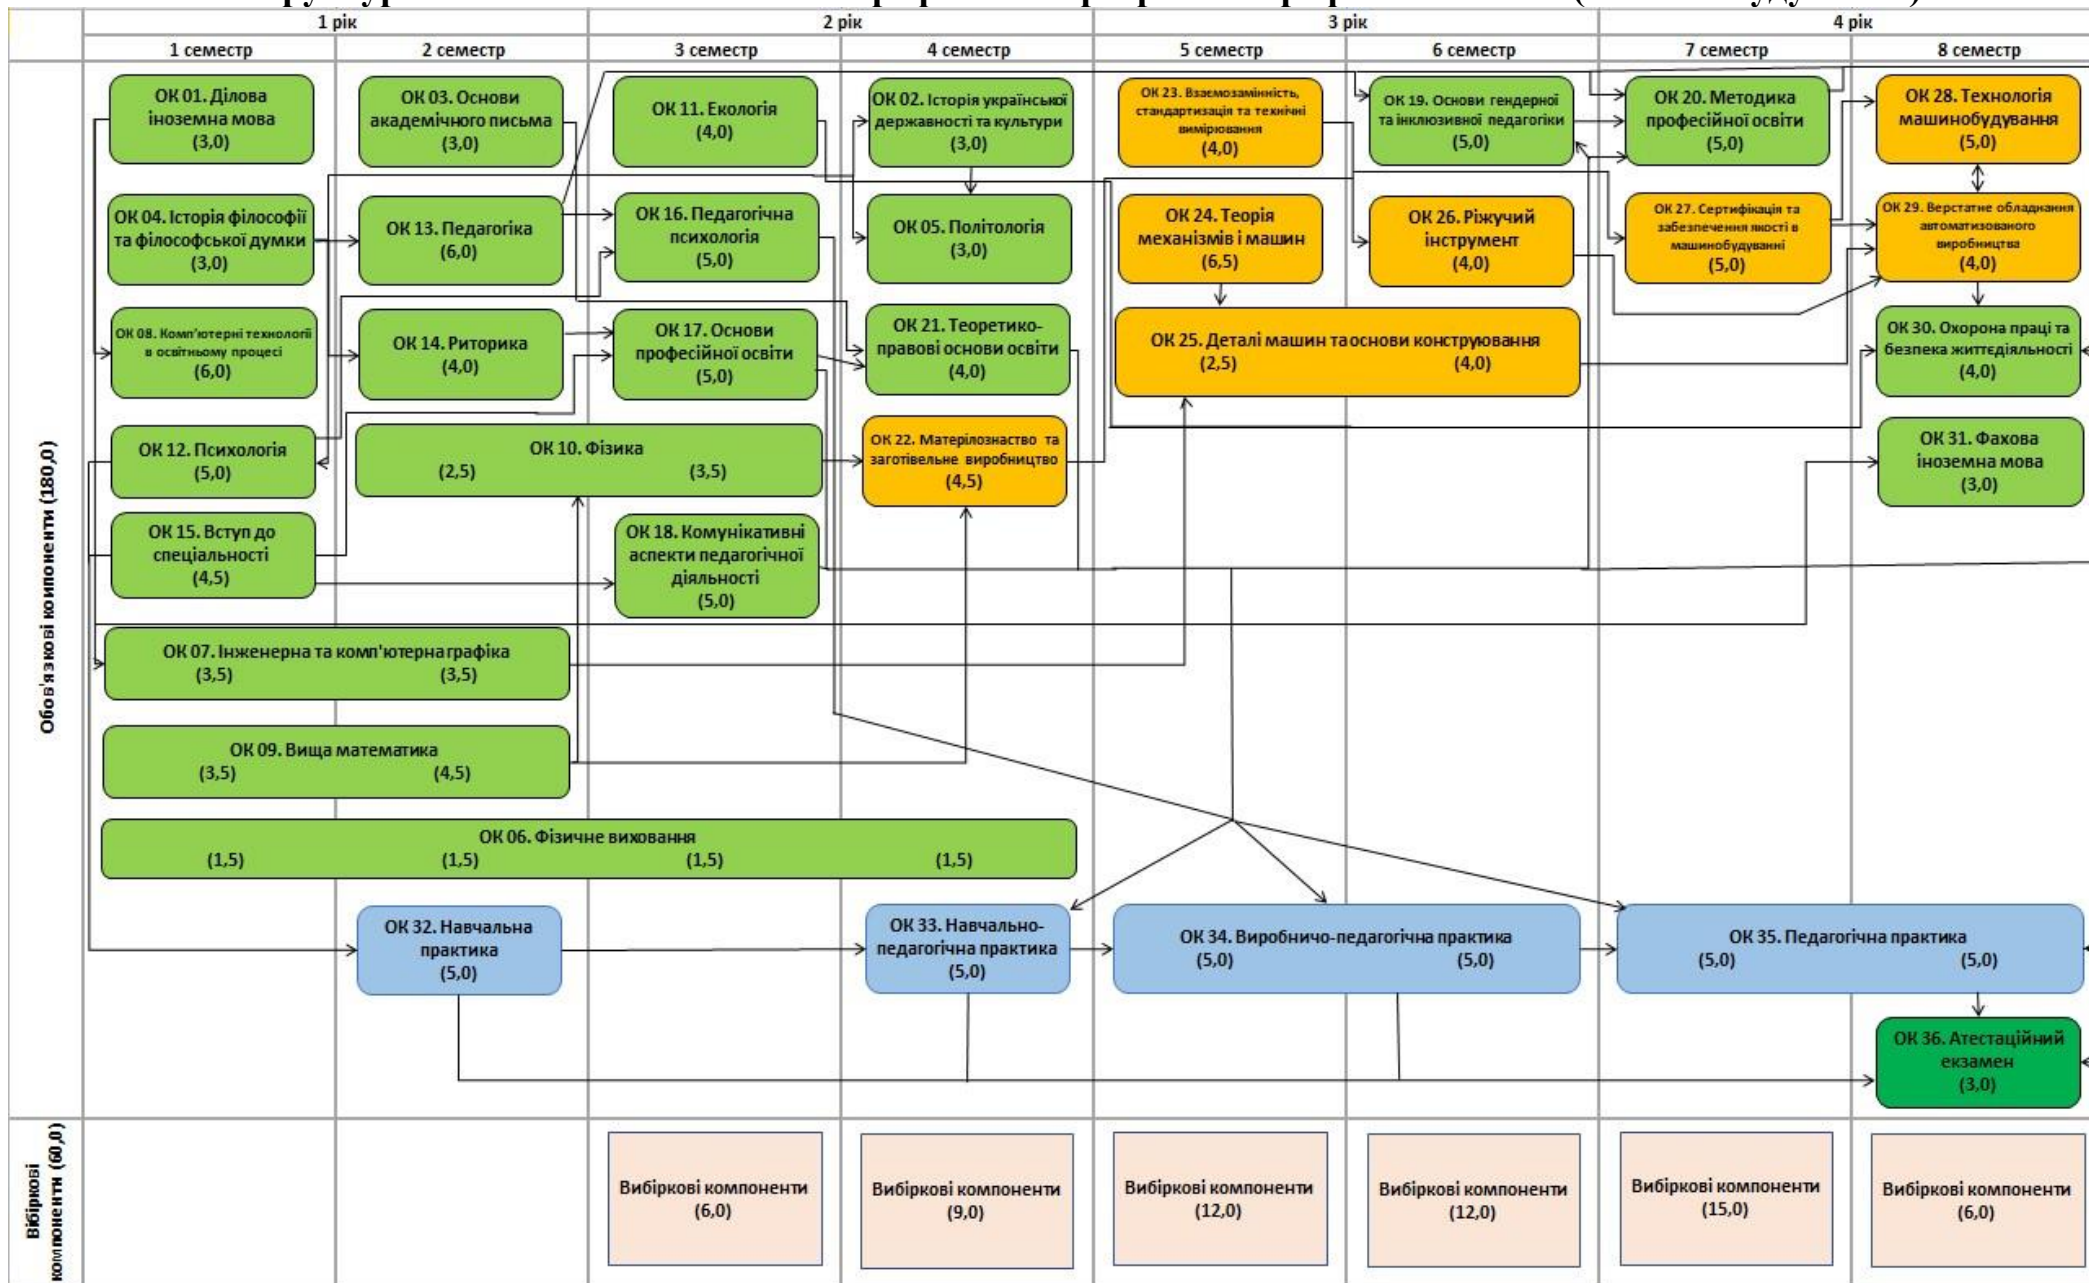 1 рік
2 рік
3 рік
4 рік
1 семестр
2 семестр
3 семестр
4 семестр
5 семестр
6 семестр
7 семестр
8 семестр
Обов'язкові компоненти (180,0)
ОК 01. Ділова
іноземна мова
(3,0)
ОК 03. Основи
академічного письма
(3,0)
ОК 11. Екологія
(4,0)
ОК 02. Історія української
державності та культури
(3,0)
ОК 23. Взаємозамінність,
стандартизація та технічні
вимірювання
(4,0)
ОК 19. Основи гендерної
та інклюзивної педагогіки
(5,0)
ОК 20. Методика
професійної освіти
(5,0)
ОК 28. Технологія
машинобудування
(5,0)
ОК 04. Історія філософії
та філософської думки
(3,0)
ОК 13. Педагогіка
(6,0)
ОК 16. Педагогічна
психологія
(5,0)
ОК 05. Політологія
(3,0)
ОК 24. Теорія
механізмів і машин
(6,5)
ОК 26. Ріжучий
інструмент
(4,0)
ОК 27. Сертифікація та
забезпечення якості в
машинобудуванні
(5,0)
ОК 29. Верстатне обладнання
автоматизованого
виробництва
(4,0)
ОК 08. Комп'ютерні технології
в освітньому процесі
(6,0)
ОК 14. Риторика
(4,0)
ОК 17. Основи
професійної освіти
(5,0)
ОК 21. Теоретико-
правові основи освіти
(4,0)
ОК 25. Деталі машин та основи конструювання
(2,5) (4,0)
ОК 30. Охорона праці та
безпека життєдіяльності
(4,0)
ОК 12. Психологія
(5,0)
ОК 10. Фізика
(2,5) (3,5)
ОК 22. Матерілознаство та
заготівельне виробництво
(4,5)
ОК 31. Фахова
іноземна мова
(3,0)
ОК 15. Вступ до
спеціальності
(4,5)
ОК 18. Комунікативні
аспекти педагогічної
діяльності
(5,0)
ОК 07. Інженерна та комп'ютерна графіка
(3,5) (3,5)
ОК 09. Вища математика
(3,5) (4,5)
ОК 06. Фізичне виховання
(1,5) (1,5) (1,5) (1,5)
ОК 32. Навчальна
практика
(5,0)
ОК 33. Навчально-
педагогічна практика
(5,0)
ОК 34. Виробничо-педагогічна практика
(5,0) (5,0)
ОК 35. Педагогічна практика
(5,0) (5,0)
ОК 36. Атестаційний
екзамен
(3,0)
Вібіркові
компоненти (60,0)
Вибіркові компоненти
(6,0)
Вибіркові компоненти
(9,0)
Вибіркові компоненти
(12,0)
Вибіркові компоненти
(12,0)
Вибіркові компоненти
(15,0)
Вибіркові компоненти
(6,0)